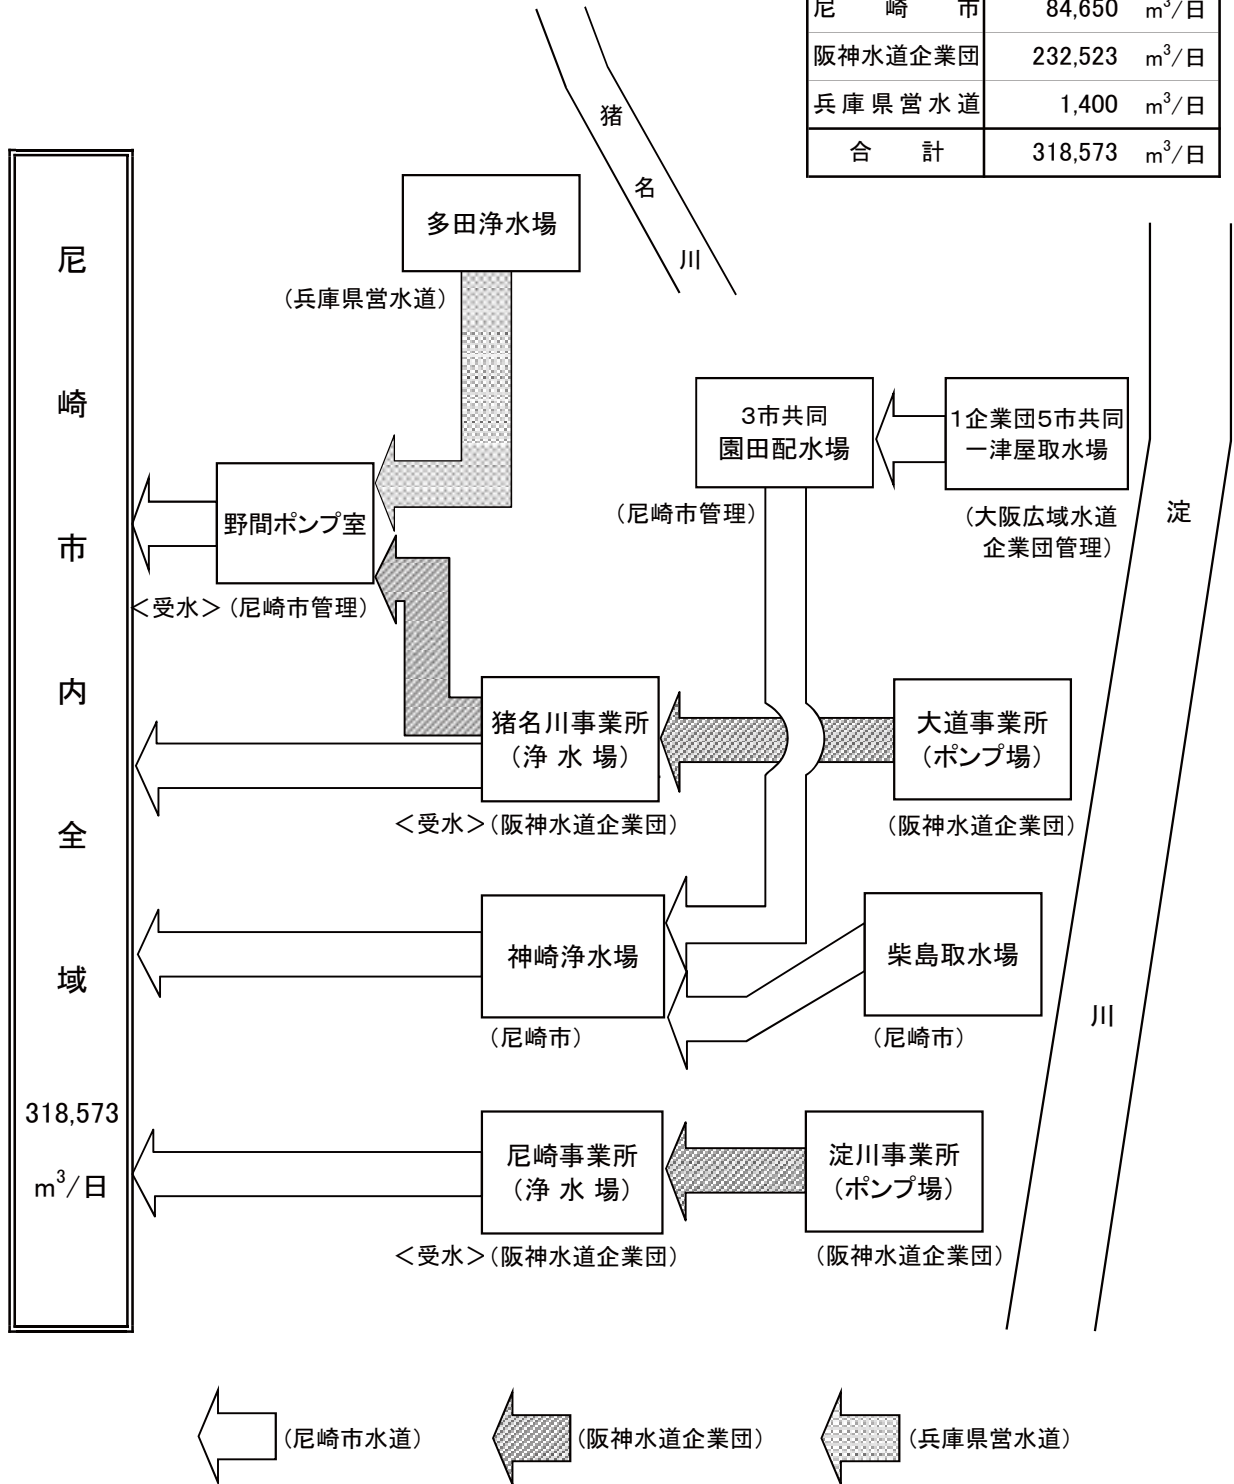 尼崎市 84,650 m³/日
阪神水道企業団 232,523 m³/日
兵庫県営水道 1,400 m³/日
合計 318,573 m³/日
猪名川
多田浄水場
（兵庫県営水道）
尼崎市内全域
318,573
m³/日
3市共同
園田配水場
（尼崎市管理）
1企業団5市共同
一津屋取水場
（大阪広域水道
企業団管理）
淀川
野間ポンプ室
＜受水＞（尼崎市管理）
猪名川事業所
（浄水場）
＜受水＞（阪神水道企業団）
大道事業所
（ポンプ場）
（阪神水道企業団）
神崎浄水場
（尼崎市）
柴島取水場
（尼崎市）
尼崎事業所
（浄水場）
＜受水＞（阪神水道企業団）
淀川事業所
（ポンプ場）
（阪神水道企業団）
（尼崎市水道）
（阪神水道企業団）
（兵庫県営水道）